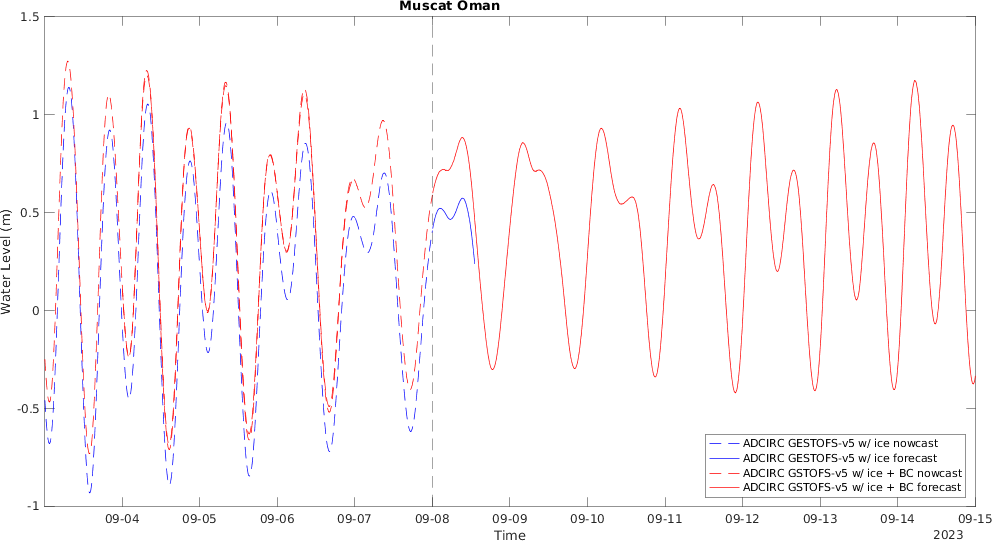 Muscat Oman
1.5
1
0.5
0
-0.5
-1
Water Level (m)
ADCIRC GESTOFS-v5 w/ ice nowcast
ADCIRC GESTOFS-v5 w/ ice forecast
ADCIRC GSTOFS-v5 w/ ice + BC nowcast
ADCIRC GSTOFS-v5 w/ ice + BC forecast
09-04 09-05 09-06 09-07 09-08 09-09 09-10 09-11 09-12 09-13 09-14 09-15
Time
2023